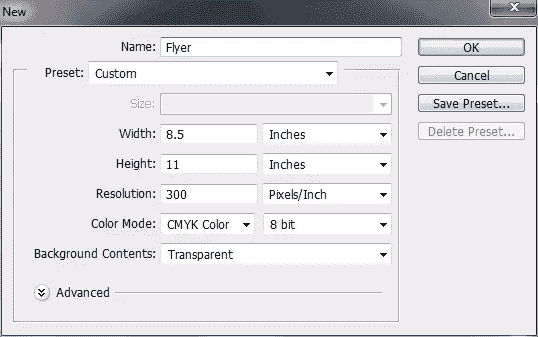 New
Name: Flyer
OK
Preset: Custom
Cancel
Size:
Save Preset...
Width: 8.5 Inches
Delete Preset...
Height: 11 Inches
Resolution: 300 Pixels/Inch
Color Mode: CMYK Color 8 bit
Background Contents: Transparent
Advanced